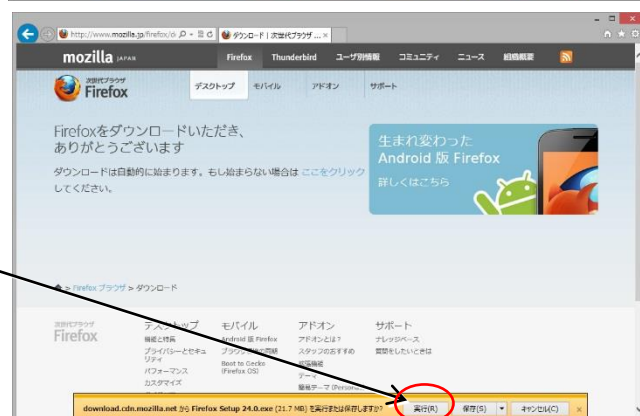 http://www.mozilla.jp/firefox/do
タウンロード | 次世代ブラウザ ...
mozilla JAPAN
Firefox Thunderbird ユーザ別情報 コミュニティ ニュース 組織概要
次世代ブラウザ
Firefox
デスクトップ モバイル アドオン サポート
Firefoxをダウンロードいただき、
ありがとうございます
ダウンロードは自動的に始まります。もし始まらない場合は ここをクリック
してください。
生まれ変わった
Android 版 Firefox
詳しくはこちら
> Firefox ブラウザ > ダウンロード
次世代ブラウザ
Firefox
デスクトップ
機能と特長
プライバシーとセキュ
リティ
パフォーマンス
カスタマイズ
モバイル
Android 版 Firefox
Boot to Gecko
(Firefox OS)
アドオン
アドオンとは?
スタッフのおすすめ
拡張機能
テーマ
簡易テーマ (Person
サポート
ナレッジベース
質問をしたいときは
download.cdn.mozilla.net から Firefox Setup 24.0.exe (21.7 MB) を実行または保存しますか?
実行(R) 保存(S) キャンセル(C)